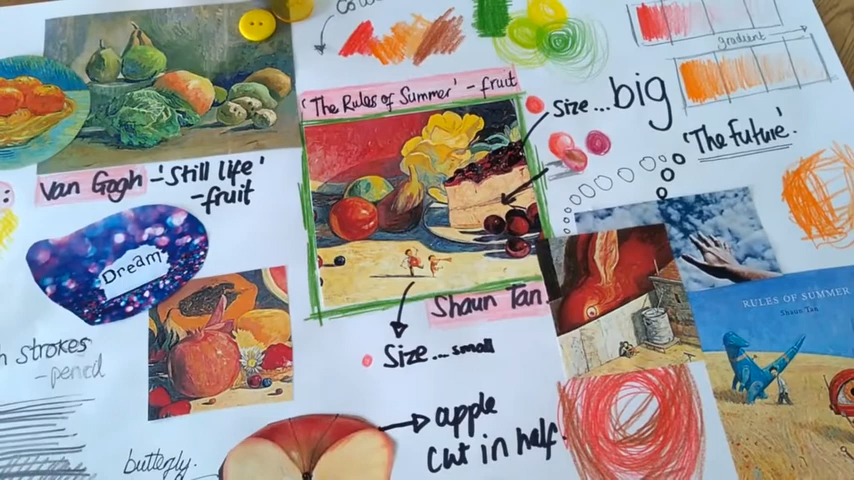 'The Rules of Summer' - fruit
Size...big
gradient
'The Future'.
Van Gogh - 'Still life'
- fruit
Dream
Shaun Tan
Size...small
RULES OF SUMMER
Shaun Tan
strokes
- pencil
apple
cut in half
butterfly.